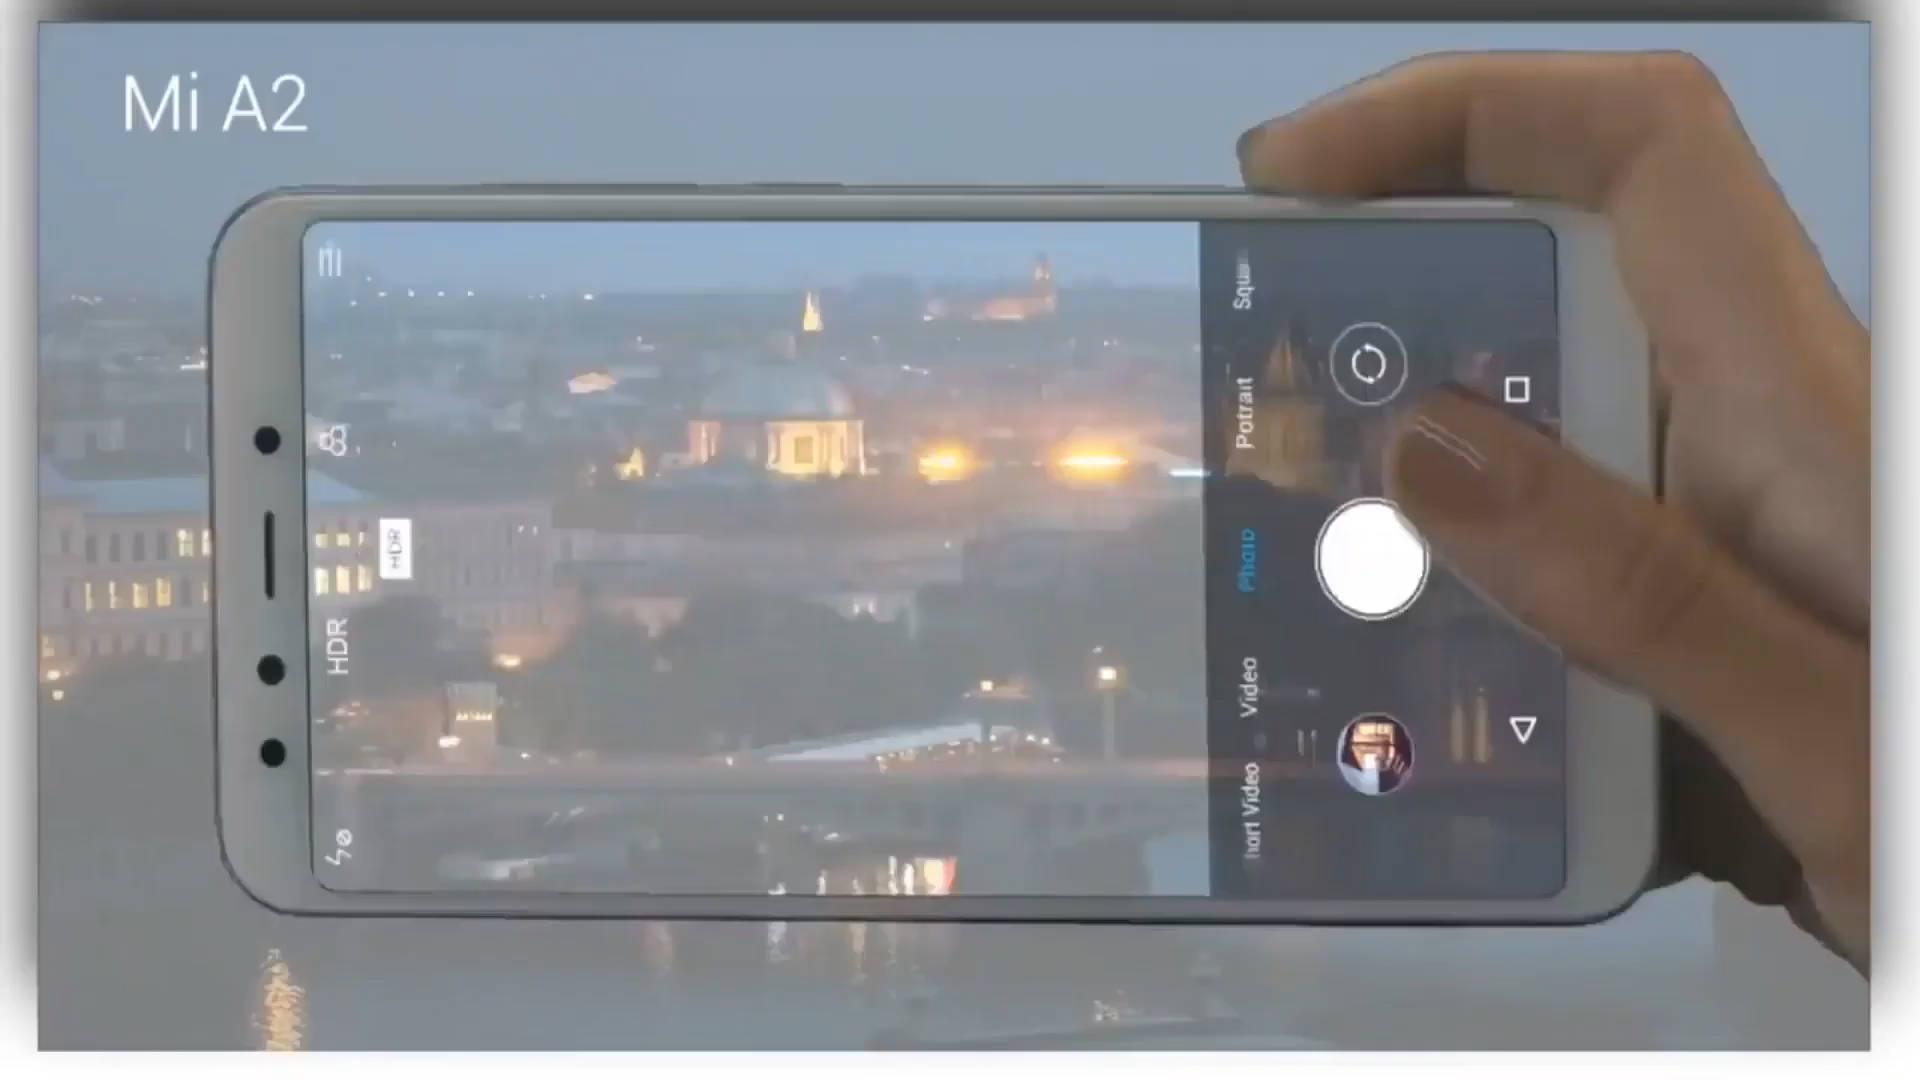 Mi A2
HDR
HDR
Squa
Potrait
Photo
Video
hort Video